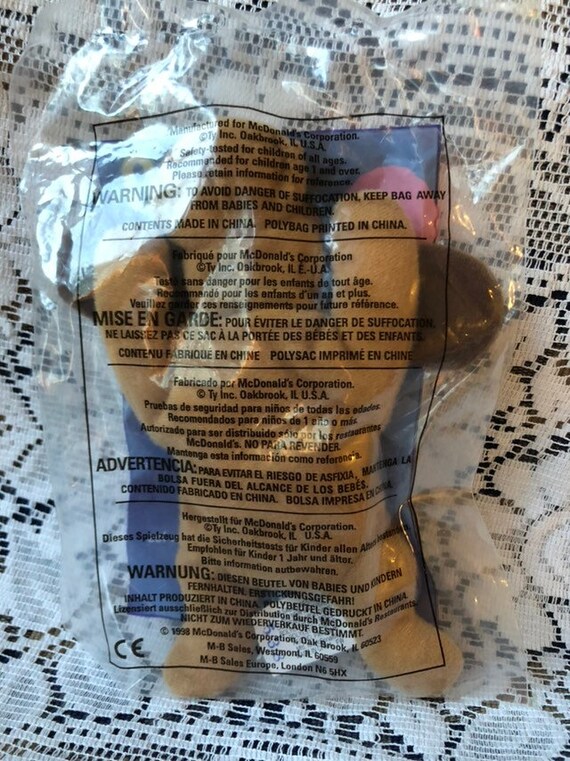 Manufactured for McDonald's Corporation.
©Ty Inc. Oakbrook, IL U.S.A.
Safety-tested for children of all ages.
Recommended for children age 1 and over.
Please retain information for reference.
WARNING: TO AVOID DANGER OF SUFFOCATION, KEEP BAG AWAY
FROM BABIES AND CHILDREN.
CONTENTS MADE IN CHINA. POLYBAG PRINTED IN CHINA.
Fabriqué pour McDonald's Corporation
©Ty Inc. Oakbrook, IL É.-U.A.
Testé sans danger pour les enfants de tout âge.
Recommandé pour les enfants d'un an et plus.
Veuillez garder ces renseignements pour future référence.
MISE EN GARDE: POUR ÉVITER LE DANGER DE SUFFOCATION,
NE LAISSEZ PAS CE SAC À LA PORTÉE DES BÉBÉS ET DES ENFANTS.
CONTENU FABRIQUÉ EN CHINE POLYSAC IMPRIMÉ EN CHINE
Fabricado por McDonald's Corporation.
©Ty Inc. Oakbrook, IL E.U.A.
Pruebas de seguridad para niños de todas las edades.
Recomendados para niños de 1 año o más.
Autorizado para ser distribuido sólo por los restaurantes
McDonald's. NO PARA REVENDER.
Mantenga esta información como referencia.
ADVERTENCIA: PARA EVITAR EL RIESGO DE ASFIXIA, MANTENGA LA
BOLSA FUERA DEL ALCANCE DE LOS BEBÉS.
CONTENIDO FABRICADO EN CHINA. BOLSA IMPRESA EN CHINA.
Hergestellt für McDonald's Corporation.
©Ty Inc. Oakbrook, IL U.S.A.
Dieses Spielzeug hat die Sicherheitstests für Kinder allen Alters
Empfohlen für Kinder 1 Jahr und älter.
Bitte information autbewahren.
WARNUNG: DIESEN BEUTEL VON BABIES UND KINDERN
FERNHALTEN. ERSTICKUNGSGEFAHR!
INHALT PRODUZIERT IN CHINA. POLYBEUTEL GEDRUCKT IN CHINA.
Lizensiert ausschließlich zur Distribution durch McDonald's Restaurants.
NICHT ZUM WIEDERVERKAUF BESTIMMT.
© 1998 McDonald's Corporation, Oak Brook, IL 60523
CE M-B Sales, Westmont, IL 60559
M-B Sales Europe, London N6 5HX